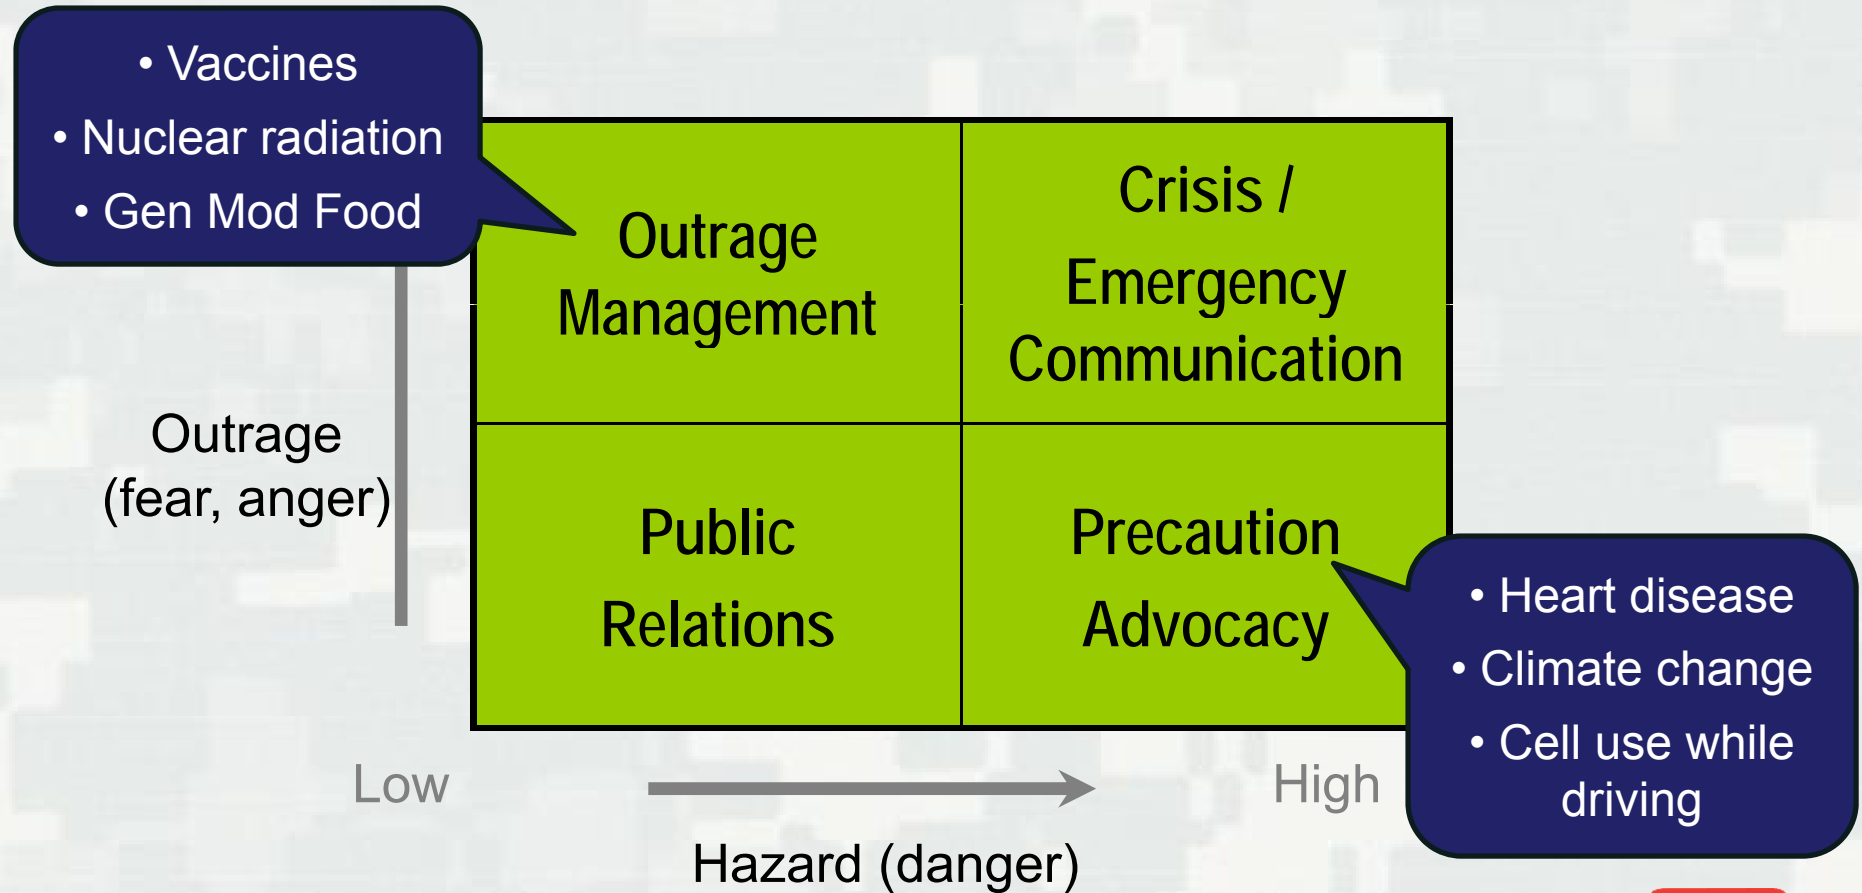 • Vaccines
• Nuclear radiation
• Gen Mod Food
Outrage
Management
Crisis /
Emergency
Communication
Outrage
(fear, anger)
Public
Relations
Precaution
Advocacy
• Heart disease
• Climate change
• Cell use while
driving
Low
High
Hazard (danger)